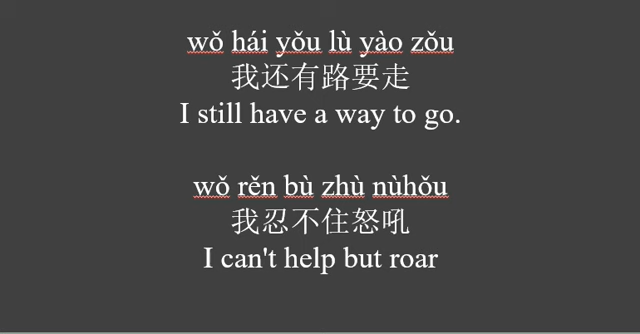 wǒ hái yǒu lù yào zǒu
我还有路要走
I still have a way to go.
wǒ rěn bù zhù nùhǒu
我忍不住怒吼
I can't help but roar